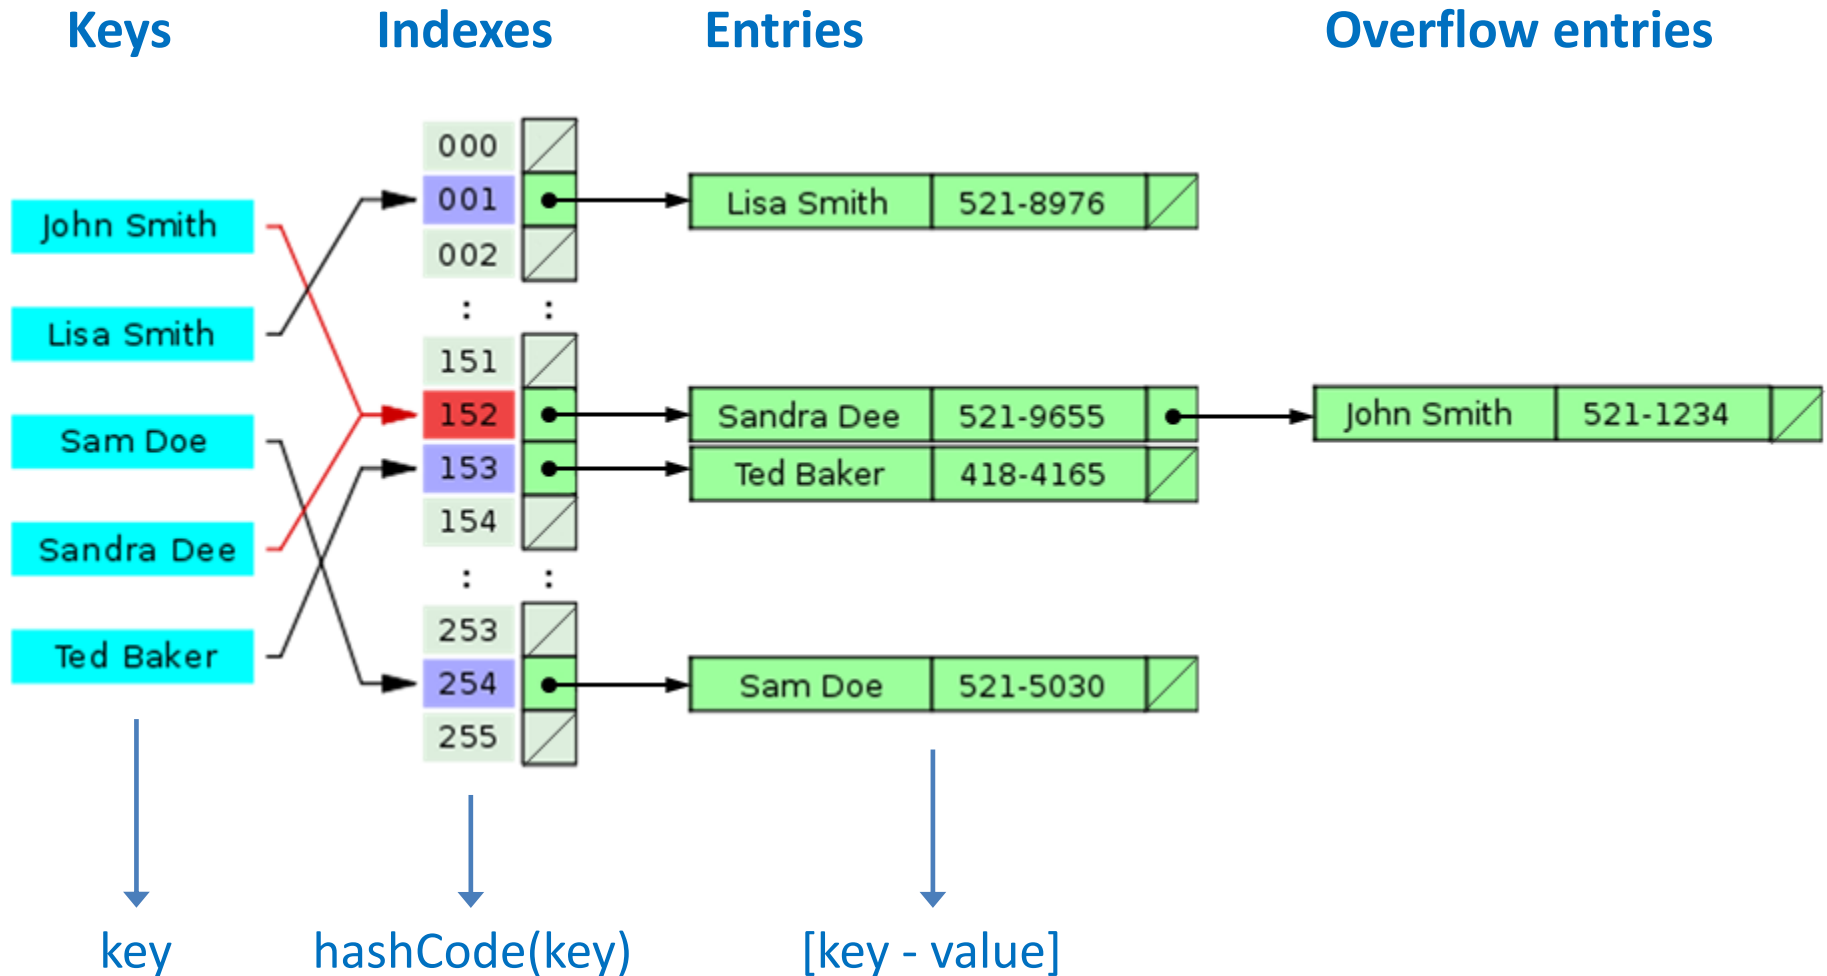 Keys
Indexes
Entries
Overflow entries
John Smith
Lisa Smith
Sam Doe
Sandra Dee
Ted Baker
000
001
002
:
:
151
152
153
154
:
:
253
254
255
Lisa Smith 521-8976
Sandra Dee 521-9655
Ted Baker 418-4165
Sam Doe 521-5030
John Smith 521-1234
key
hashCode(key)
[key - value]